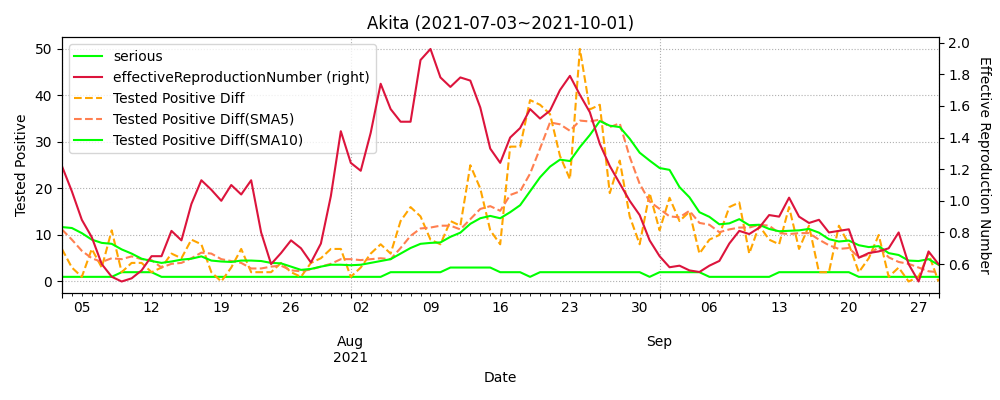 Akita (2021-07-03~2021-10-01)
serious
effectiveReproductionNumber (right)
Tested Positive Diff
Tested Positive Diff(SMA5)
Tested Positive Diff(SMA10)
Tested Positive
50
40
30
20
10
0
2.0
1.8
1.6
1.4
1.2
1.0
0.8
0.6
Effective Reproduction Number
05 12 19 26 02 09 16 23 30 06 13 20 27
Aug Sep
2021
Date